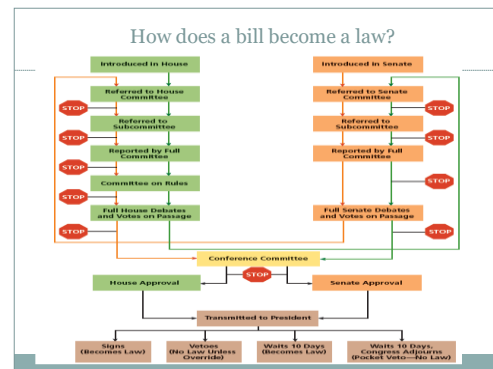 How does a bill become a law?
Introduced in House
Introduced in Senate
Referred to House
Committee
Referred to Senate
Committee
STOP
STOP
Referred to
Subcommittee
Referred to
Subcommittee
STOP
STOP
Reported by Full
Committee
Reported by Full
Committee
STOP
STOP
Committee on Rules
STOP
Full House Debates
and Votes on Passage
Full Senate Debates
and Votes on Passage
STOP
STOP
Conference Committee
STOP
House Approval
Senate Approval
Transmitted to President
Signs
(Becomes Law)
Vetoes
(No Law Unless
Override)
Waits 10 Days
(Becomes Law)
Waits 10 Days,
Congress Adjourns
(Pocket Veto—No Law)